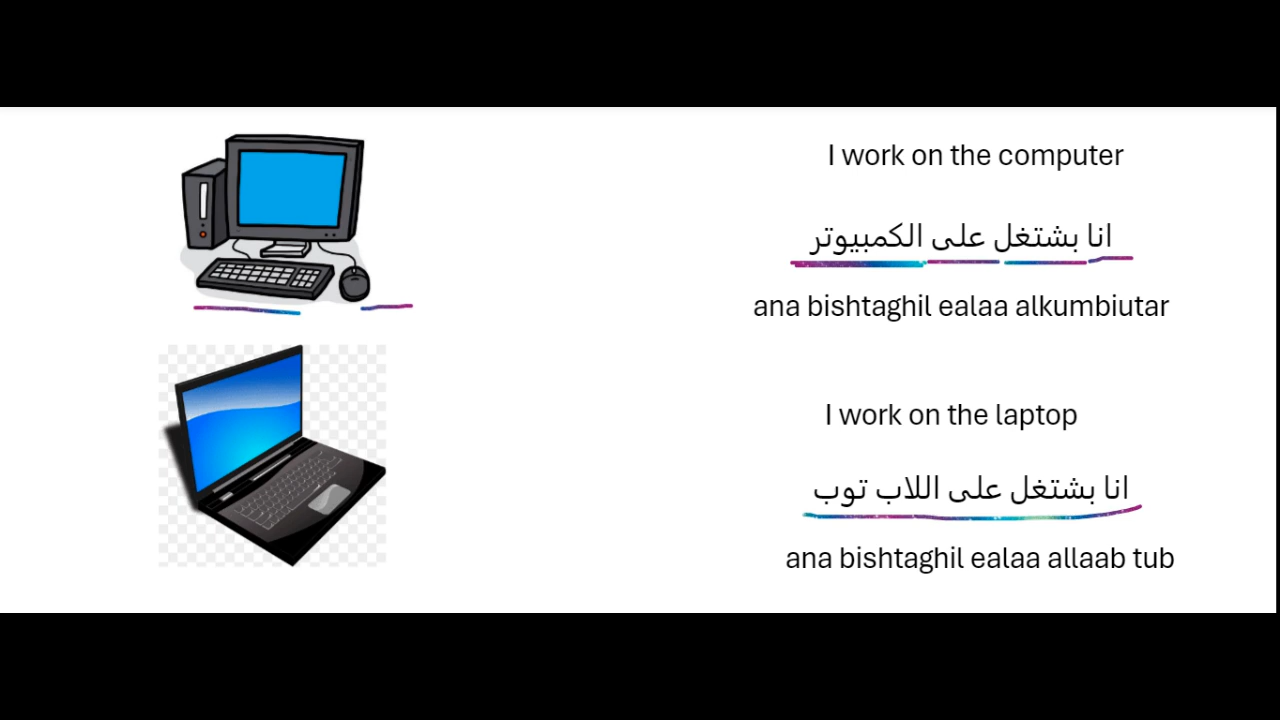 I work on the computer
انا بشتغل على الكمبيوتر
ana bishtaghil ealaa alkumbiutar
I work on the laptop
انا بشتغل على اللاب توب
ana bishtaghil ealaa allaab tub